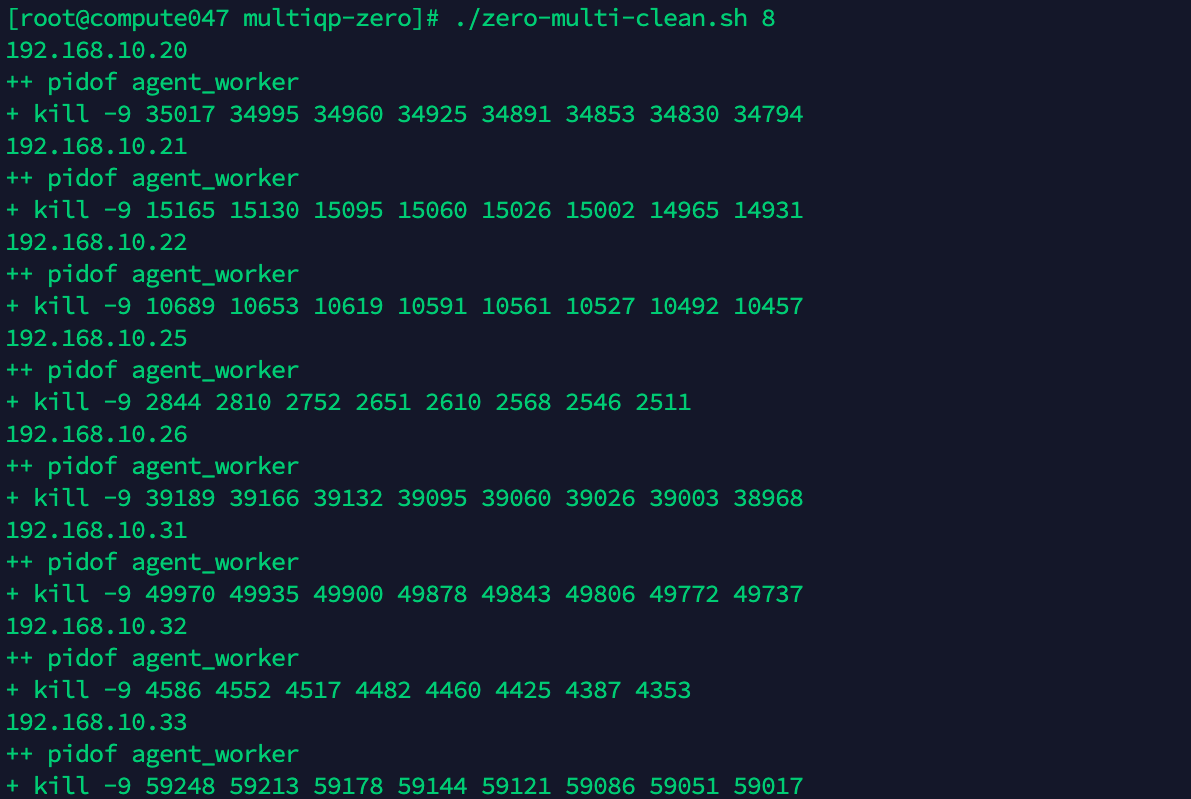 [root@compute047 multiqp-zero]# ./zero-multi-clean.sh 8
192.168.10.20
++ pidof agent_worker
+ kill -9 35017 34995 34960 34925 34891 34853 34830 34794
192.168.10.21
++ pidof agent_worker
+ kill -9 15165 15130 15095 15060 15026 15002 14965 14931
192.168.10.22
++ pidof agent_worker
+ kill -9 10689 10653 10619 10591 10561 10527 10492 10457
192.168.10.25
++ pidof agent_worker
+ kill -9 2844 2810 2752 2651 2610 2568 2546 2511
192.168.10.26
++ pidof agent_worker
+ kill -9 39189 39166 39132 39095 39060 39026 39003 38968
192.168.10.31
++ pidof agent_worker
+ kill -9 49970 49935 49900 49878 49843 49806 49772 49737
192.168.10.32
++ pidof agent_worker
+ kill -9 4586 4552 4517 4482 4460 4425 4387 4353
192.168.10.33
++ pidof agent_worker
+ kill -9 59248 59213 59178 59144 59121 59086 59051 59017